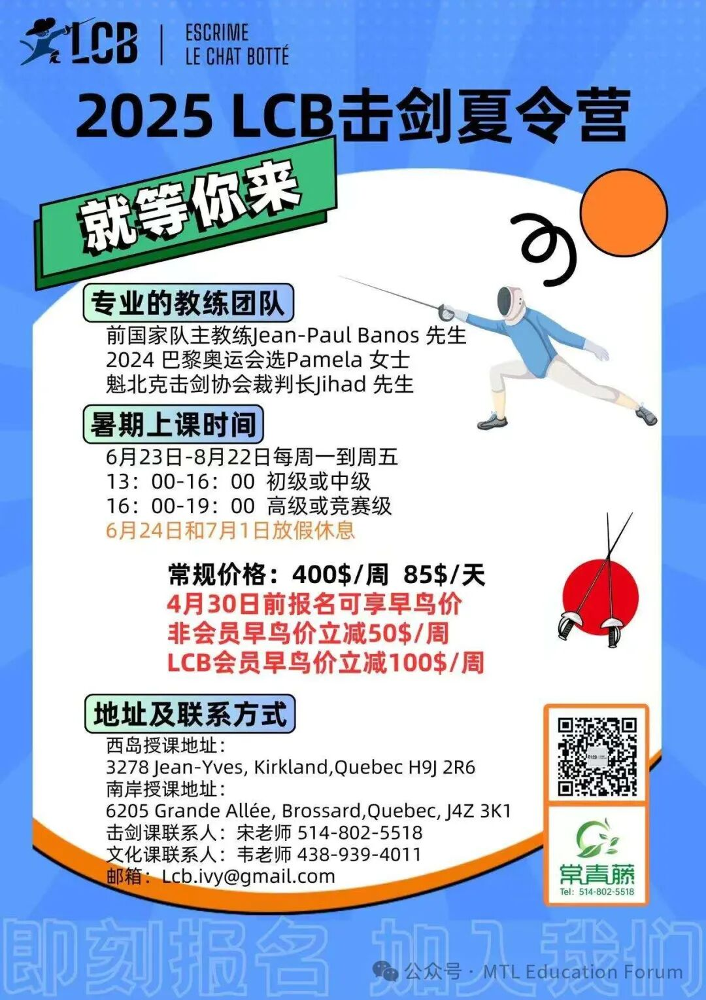 LCB
ESCRIME
LE CHAT BOTTÉ
2025 LCB击剑夏令营
就等你来
专业的教练团队
前国家队主教练Jean-Paul Banos 先生
2024 巴黎奥运会选Pamela 女士
魁北克击剑协会裁判长Jihad 先生
暑期上课时间
6月23日-8月22日每周一到周五
13：00-16：00 初级或中级
16：00-19：00 高级或竞赛级
6月24日和7月1日放假休息
常规价格：400$/周 85$/天
4月30日前报名可享早鸟价
非会员早鸟价立减50$/周
LCB会员早鸟价立减100$/周
地址及联系方式
西岛授课地址：
3278 Jean-Yves, Kirkland,Quebec H9J 2R6
南岸授课地址：
6205 Grande Allée, Brossard,Quebec, J4Z 3K1
击剑课联系人：宋老师 514-802-5518
文化课联系人：韦老师 438-939-4011
邮箱：Lcb.ivy@gmail.com
常青藤
Tel：514-802-5518
即刻报名 加入我们
公众号 · MTL Education Forum